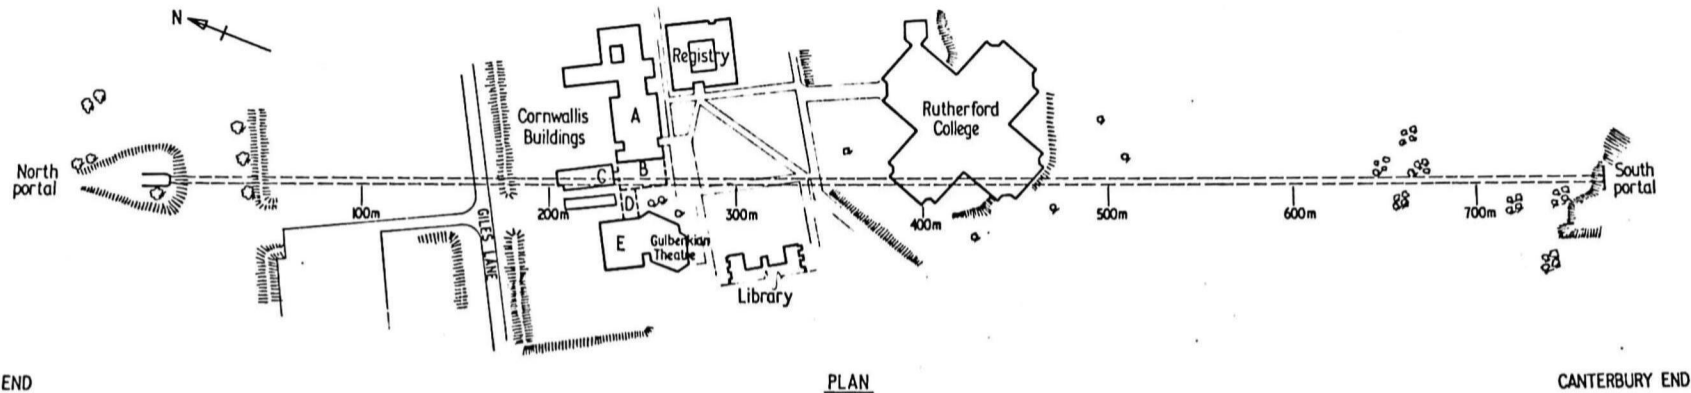 N
Registry
Cornwallis
Buildings
A
Rutherford
College
North
portal
C
B
South
portal
100m
200m
D
300m
400m
500m
600m
700m
GILES LANE
E
Gulbenkian
Theatre
Library
END
PLAN
CANTERBURY END